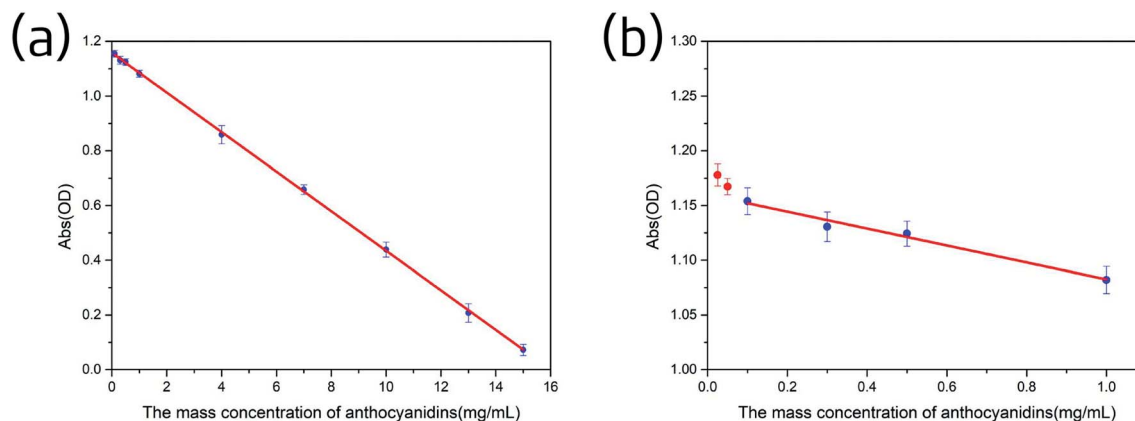 (a)
1.2
1.0
0.8
0.6
0.4
0.2
0.0
Abs(OD)
0 2 4 6 8 10 12 14 16
The mass concentration of anthocyanidins(mg/mL)
(b)
1.30
1.25
1.20
1.15
1.10
1.05
1.00
Abs(OD)
0.0 0.2 0.4 0.6 0.8 1.0
The mass concentration of anthocyanidins(mg/mL)